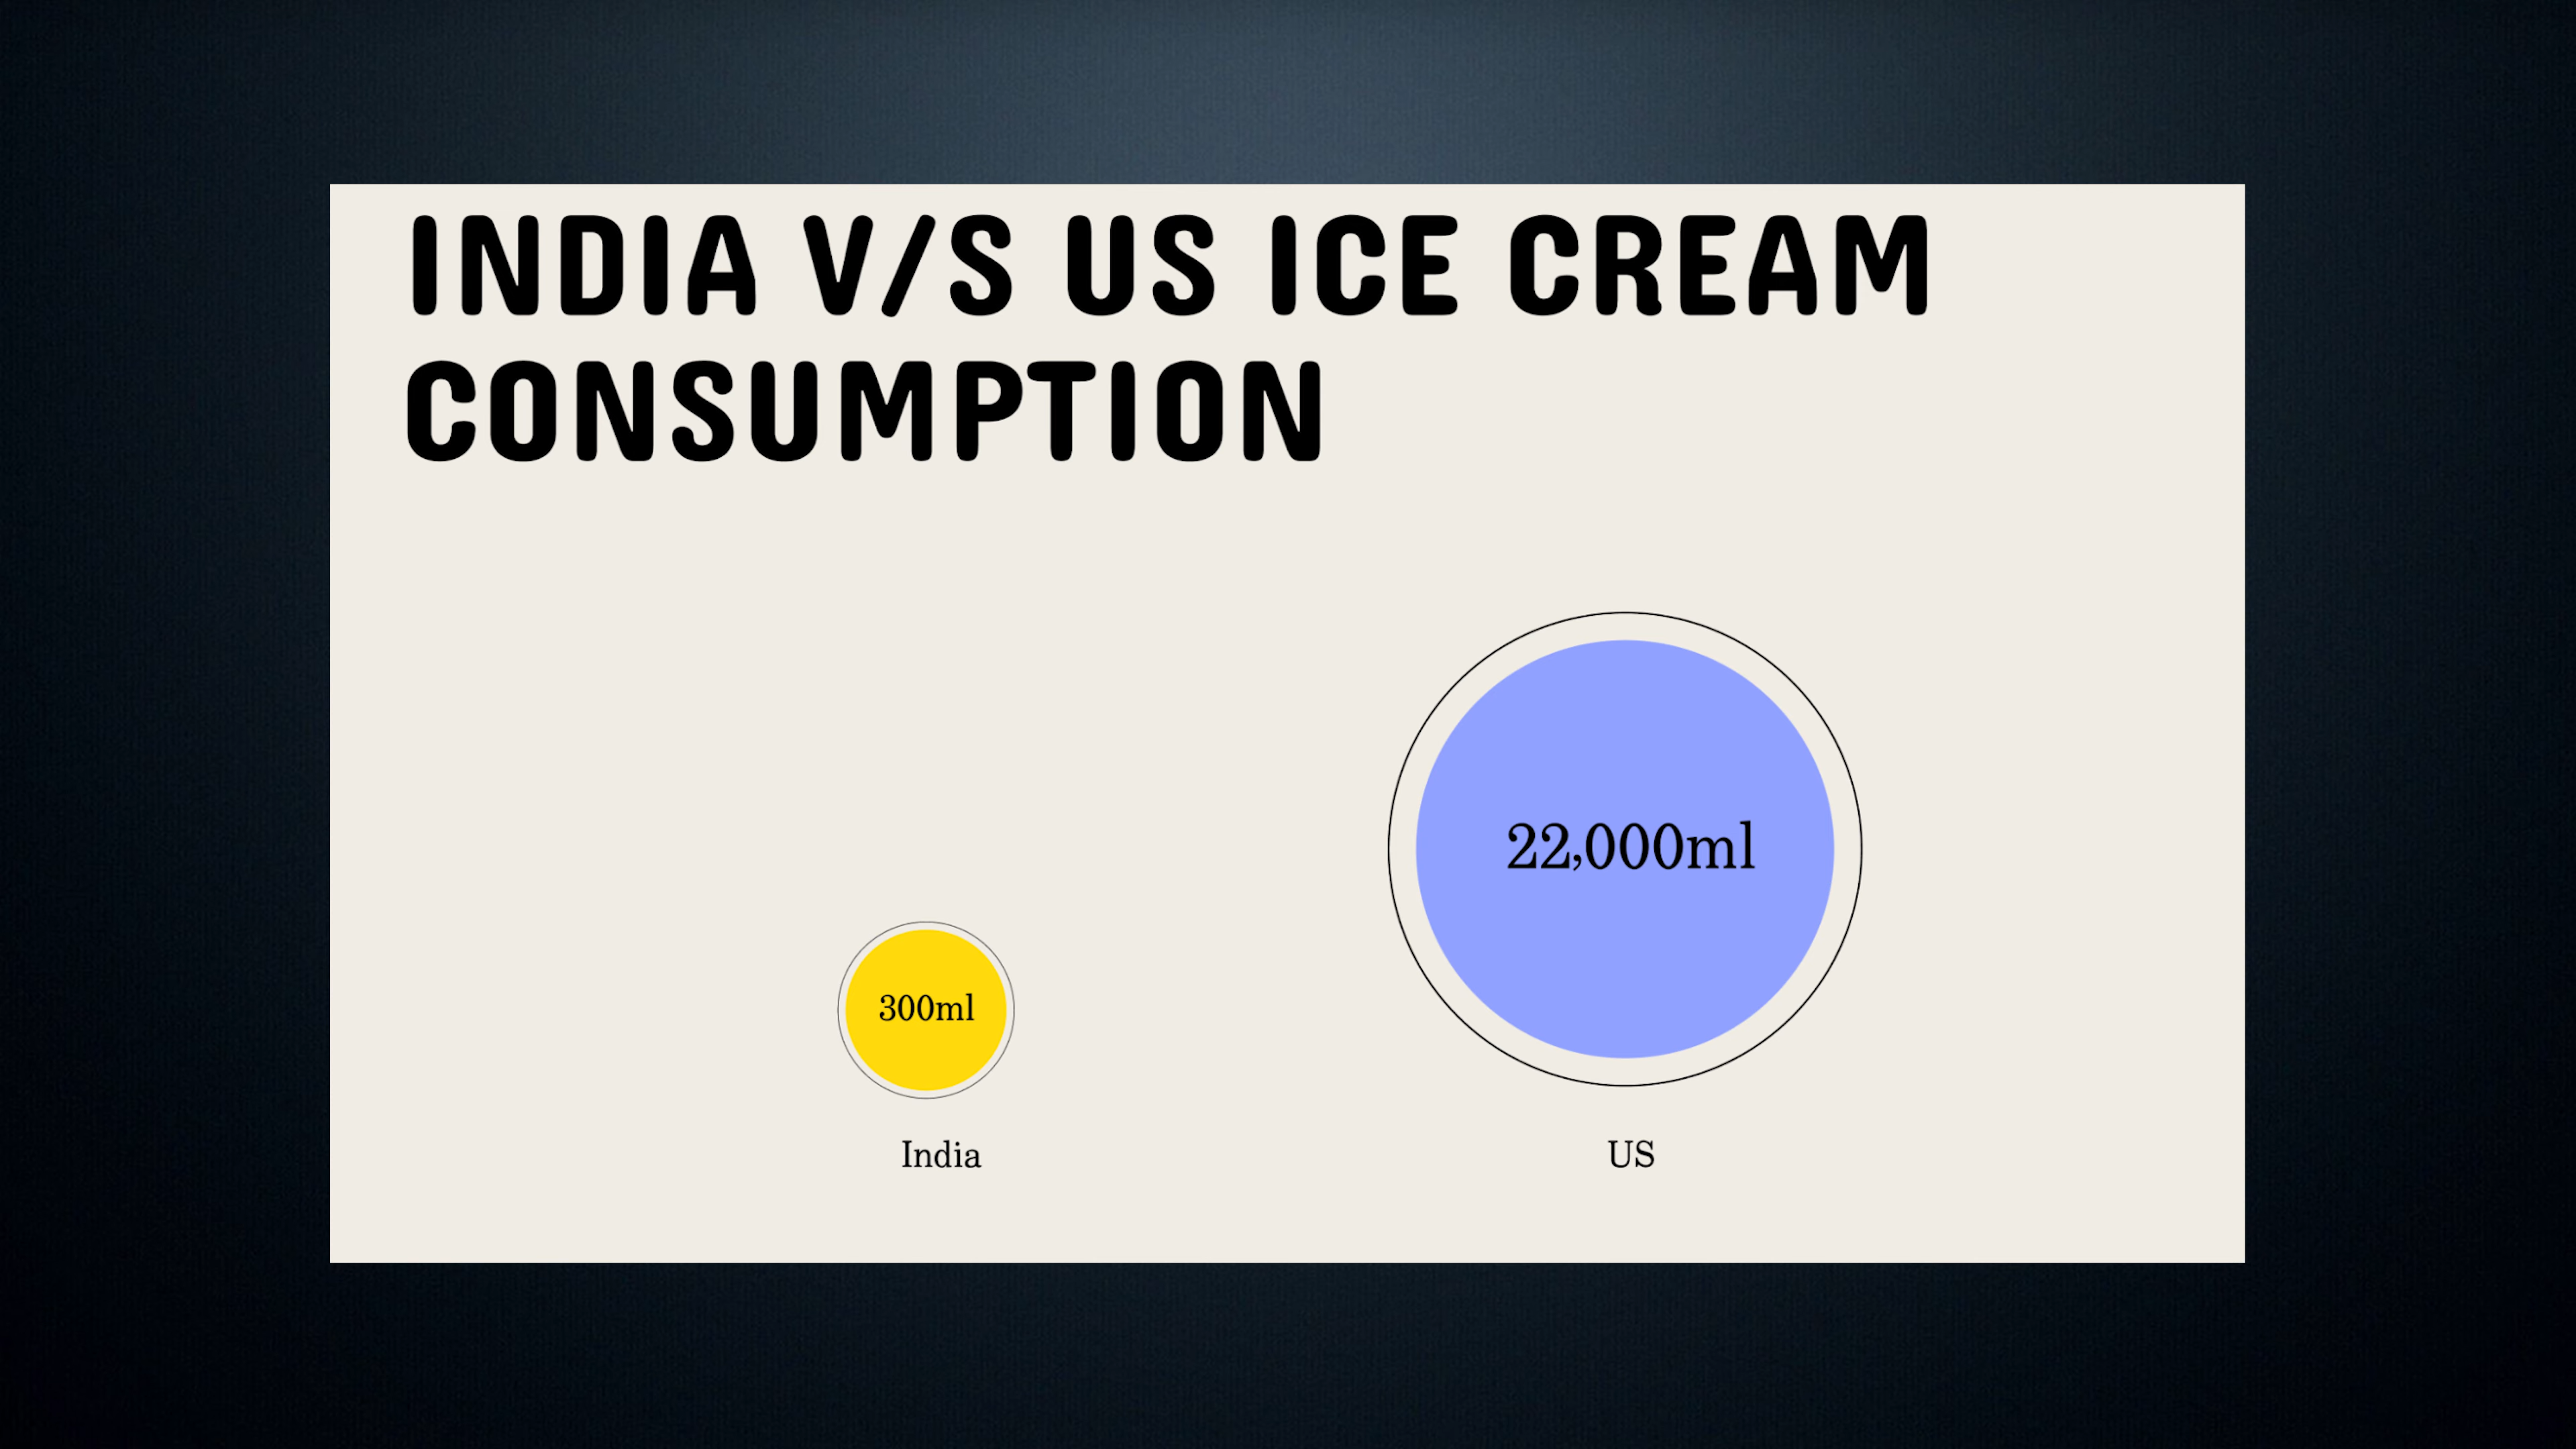 INDIA V/S US ICE CREAM
CONSUMPTION
22,000ml
300ml
India
US